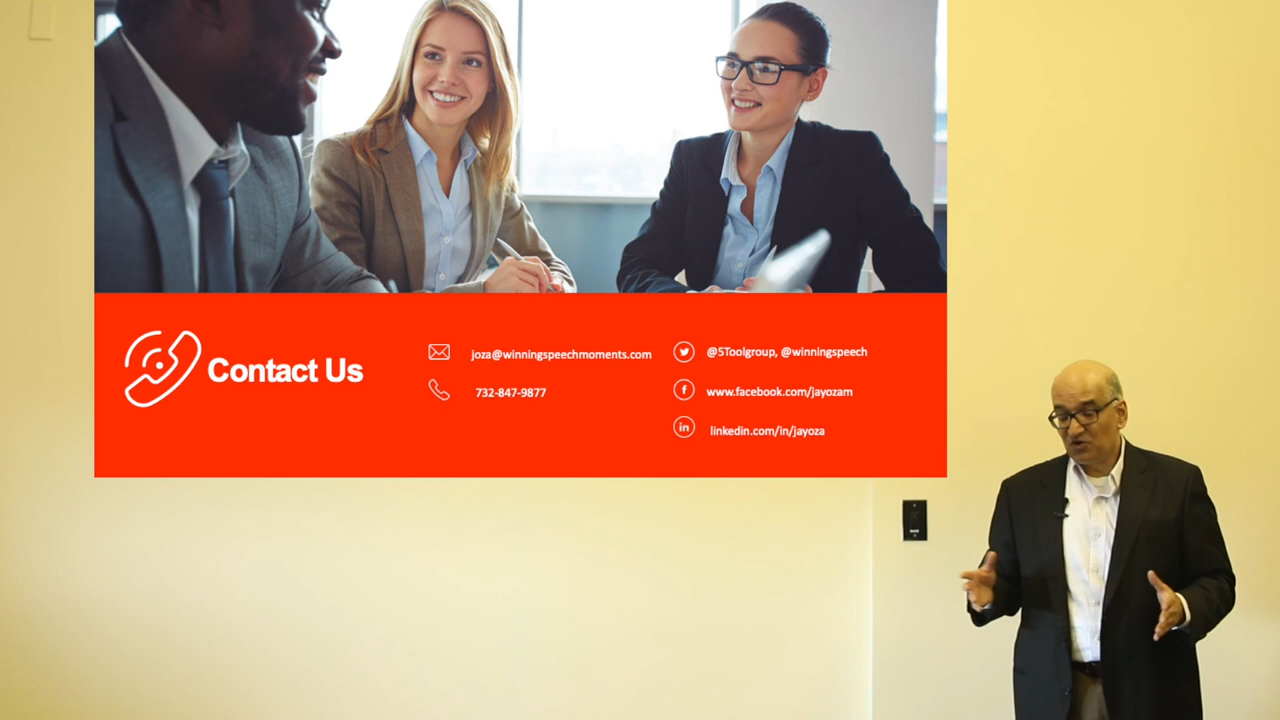 Contact Us
joza@winningspeechmoments.com
732-847-9877
@5Toolgroup, @winningspeech
www.facebook.com/jayozam
linkedin.com/in/jayoza